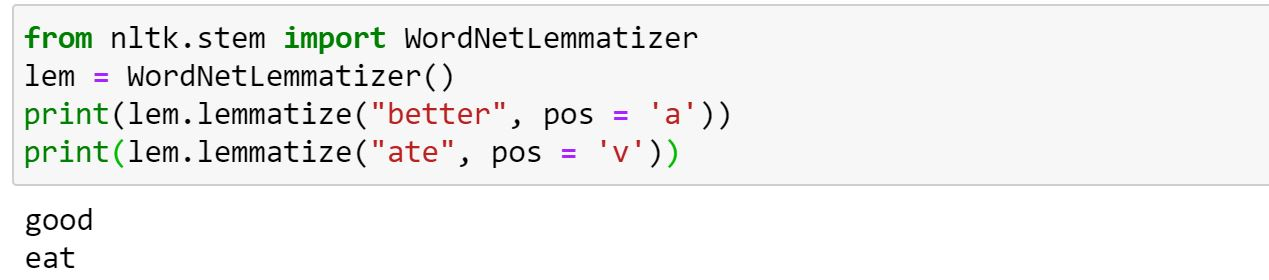 from nltk.stem import WordNetLemmatizer
lem = WordNetLemmatizer()
print(lem.lemmatize("better", pos = 'a'))
print(lem.lemmatize("ate", pos = 'v'))
good
eat